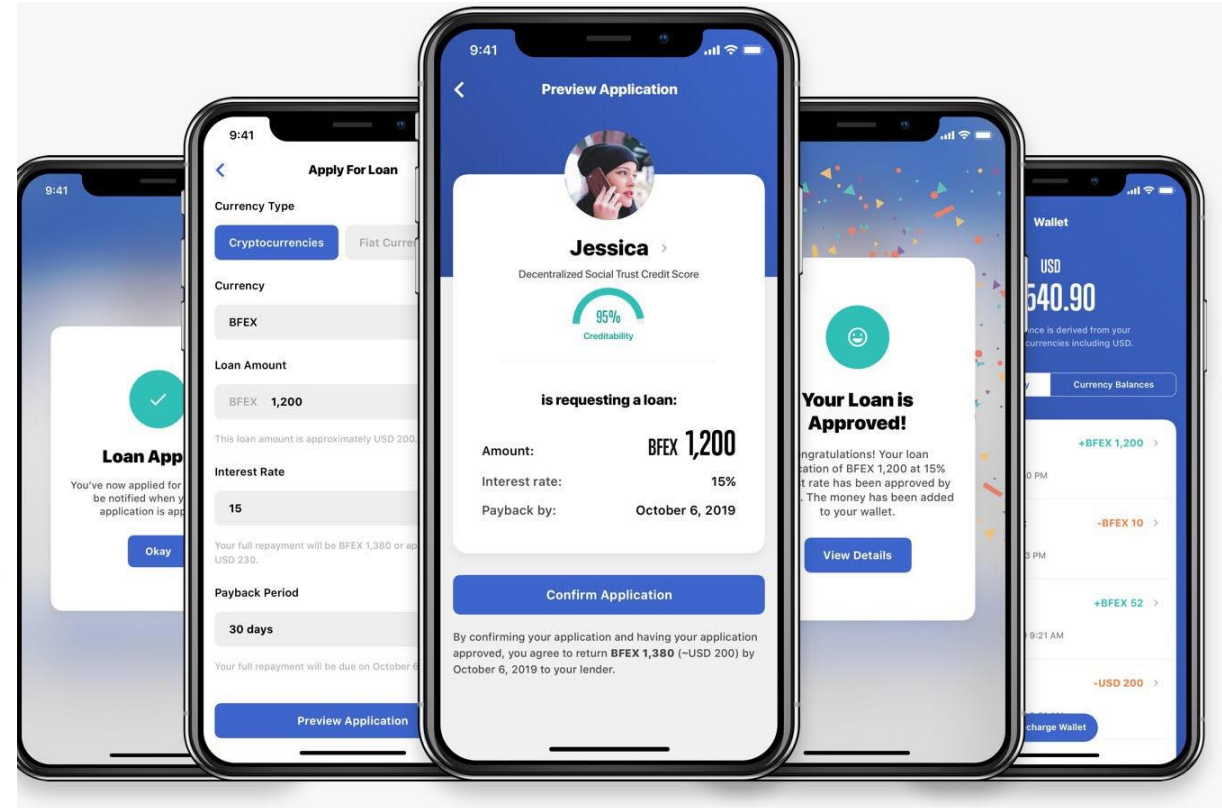 9:41
Loan App
You've now applied for
be notified when y
application is app
Okay
9:41
Apply For Loan
Currency Type
Cryptocurrencies
Fiat Curre
Currency
BFEX
Loan Amount
BFEX 1,200
This loan amount is approximately USD 200.
Interest Rate
15
Your full repayment will be BFEX 1,380 or ap
USD 230.
Payback Period
30 days
Your full repayment will be due on October 6
Preview Application
9:41
Preview Application
Jessica
Decentralized Social Trust Credit Score
95%
Creditability
is requesting a loan:
Amount: BFEX 1,200
Interest rate: 15%
Payback by: October 6, 2019
Confirm Application
By confirming your application and having your application
approved, you agree to return BFEX 1,380 (~USD 200) by
October 6, 2019 to your lender.
Your Loan is
Approved!
ngratulations! Your loan
cation of BFEX 1,200 at 15%
t rate has been approved by
. The money has been added
to your wallet.
View Details
Wallet
USD
540.90
nce is derived from your
currencies including USD.
y
Currency Balances
+BFEX 1,200
0 PM
-BFEX 10
3 PM
+BFEX 52
9:21 AM
-USD 200
charge Wallet